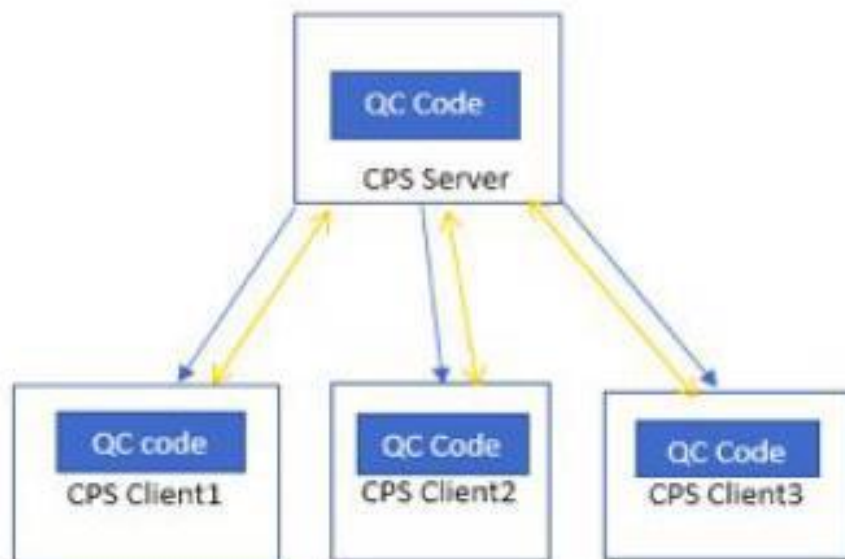 QC Code
CPS Server
QC code
CPS Client1
QC Code
CPS Client2
QC Code
CPS Client3